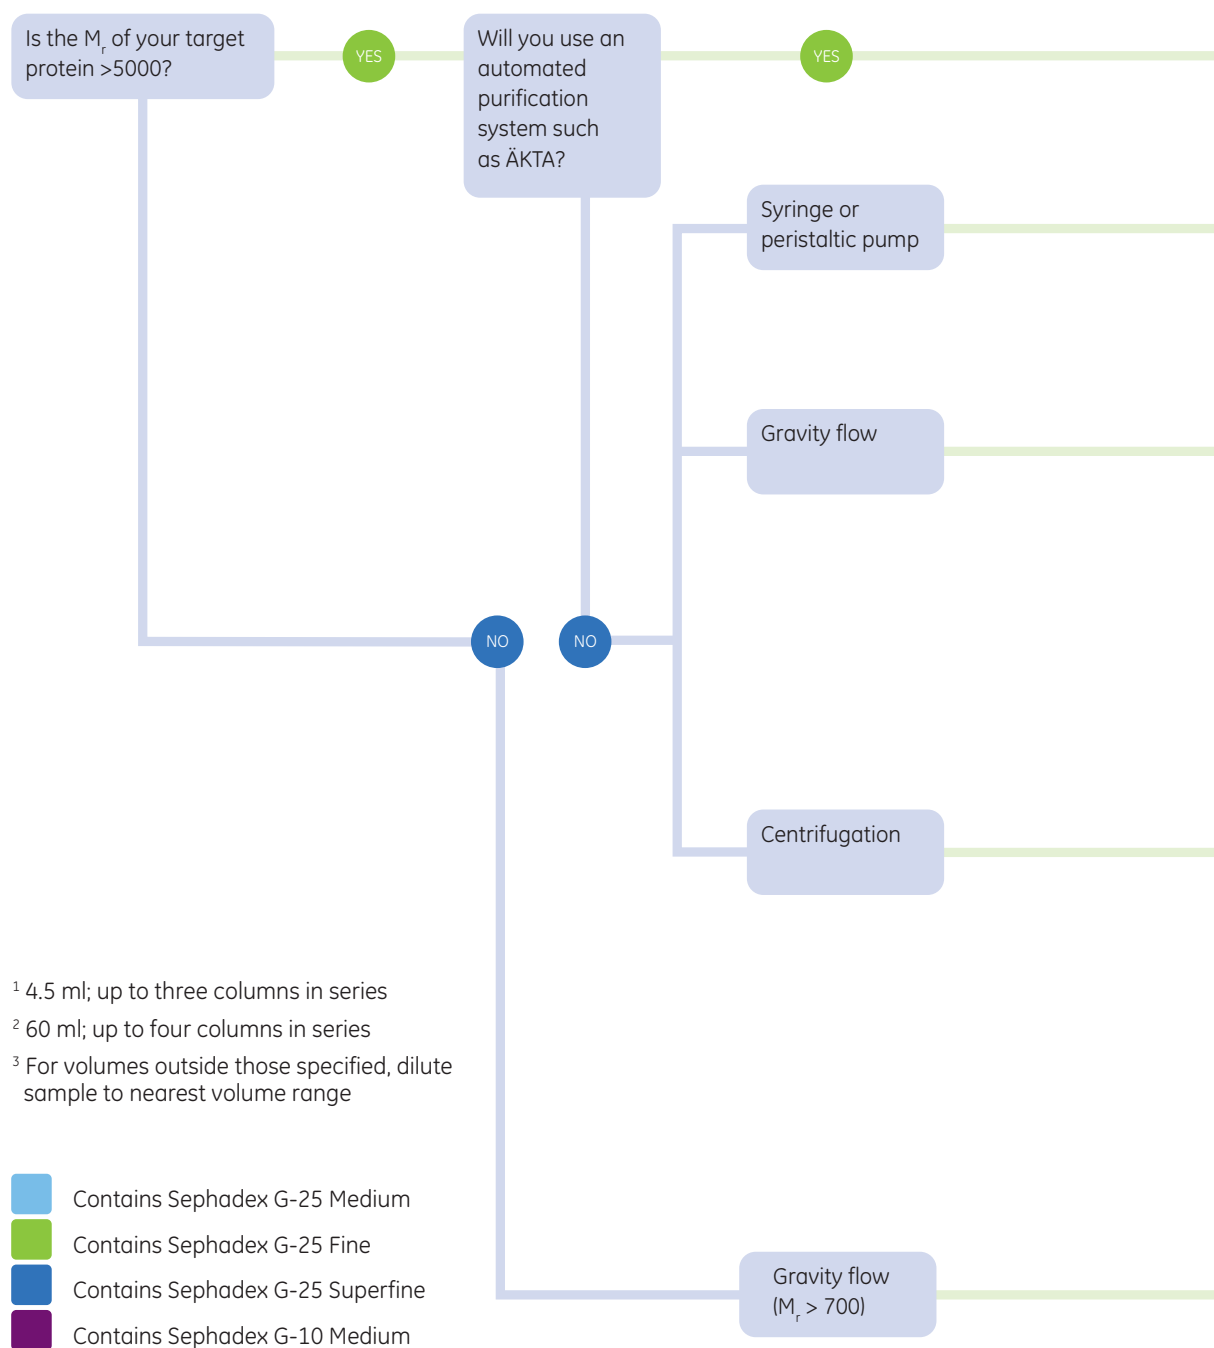 Is the Mr of your target
protein >5000?
YES
Will you use an
automated
purification
system such
as ÄKTA?
YES
Syringe or
peristaltic pump
Gravity flow
NO
NO
Centrifugation
1 4.5 ml; up to three columns in series
2 60 ml; up to four columns in series
3 For volumes outside those specified, dilute
sample to nearest volume range
Contains Sephadex G-25 Medium
Contains Sephadex G-25 Fine
Contains Sephadex G-25 Superfine
Contains Sephadex G-10 Medium
Gravity flow
(Mr > 700)